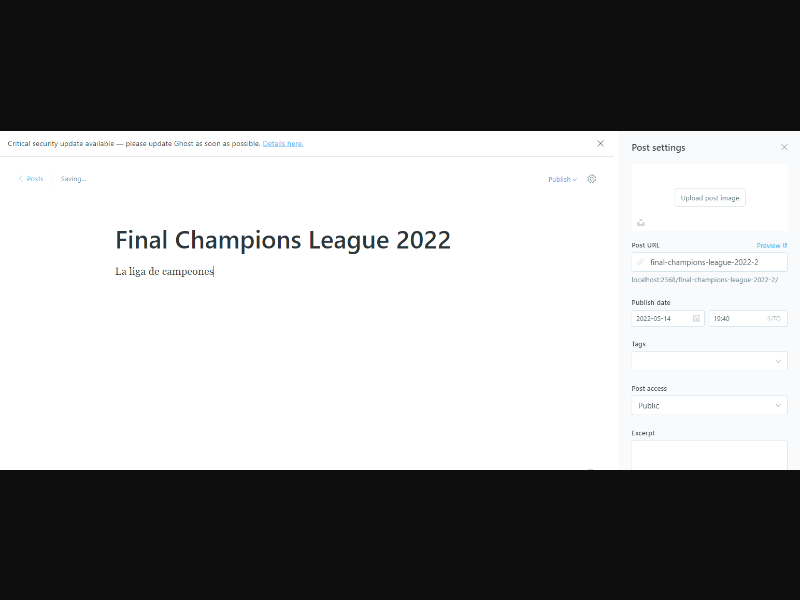 Critical security update available — please update Ghost as soon as possible. Details here:
Post settings
Posts
Saving...
Publish
Upload post image
Final Champions League 2022
La liga de campeones
Post URL
Preview
final-champions-league-2022-2
localhost:2368/final-champions-league-2022-2/
Publish date
2022-05-14
19:40
(UTC)
Tags
Post access
Public
Excerpt